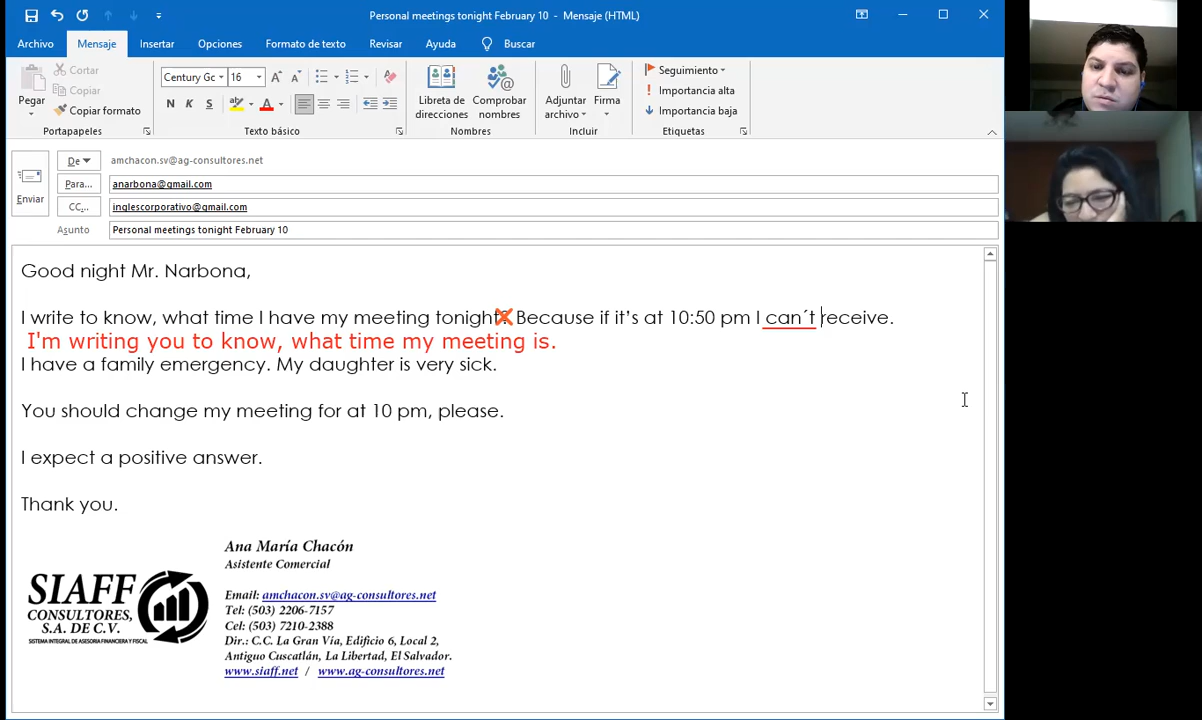 Personal meetings tonight February 10 - Mensaje (HTML)
Archivo Mensaje Insertar Opciones Formato de texto Revisar Ayuda Buscar
Pegar
Cortar
Copiar
Copiar formato
Portapapeles
Century Gc 16
N K S
Texto básico
Libreta de direcciones
Comprobar nombres
Nombres
Adjuntar archivo
Firma
Incluir
Seguimiento
Importancia alta
Importancia baja
Etiquetas
Enviar
De amchacon.sv@ag-consultores.net
Para... anarbona@gmail.com
CC... inglescorporativo@gmail.com
Asunto Personal meetings tonight February 10
Good night Mr. Narbona,
I write to know, what time I have my meeting tonight? Because if it’s at 10:50 pm I can´t receive.
I'm writing you to know, what time my meeting is.
I have a family emergency. My daughter is very sick.
You should change my meeting for at 10 pm, please.
I expect a positive answer.
Thank you.
SIAFF
CONSULTORES,
S.A. DE C.V.
SISTEMA INTEGRAL DE ASESORIA FINANCIERA Y FISCAL
Ana María Chacón
Asistente Comercial
Email: amchacon.sv@ag-consultores.net
Tel: (503) 2206-7157
Cel: (503) 7210-2388
Dir.: C.C. La Gran Vía, Edificio 6, Local 2,
Antiguo Cuscatlán, La Libertad, El Salvador.
www.siaff.net / www.ag-consultores.net